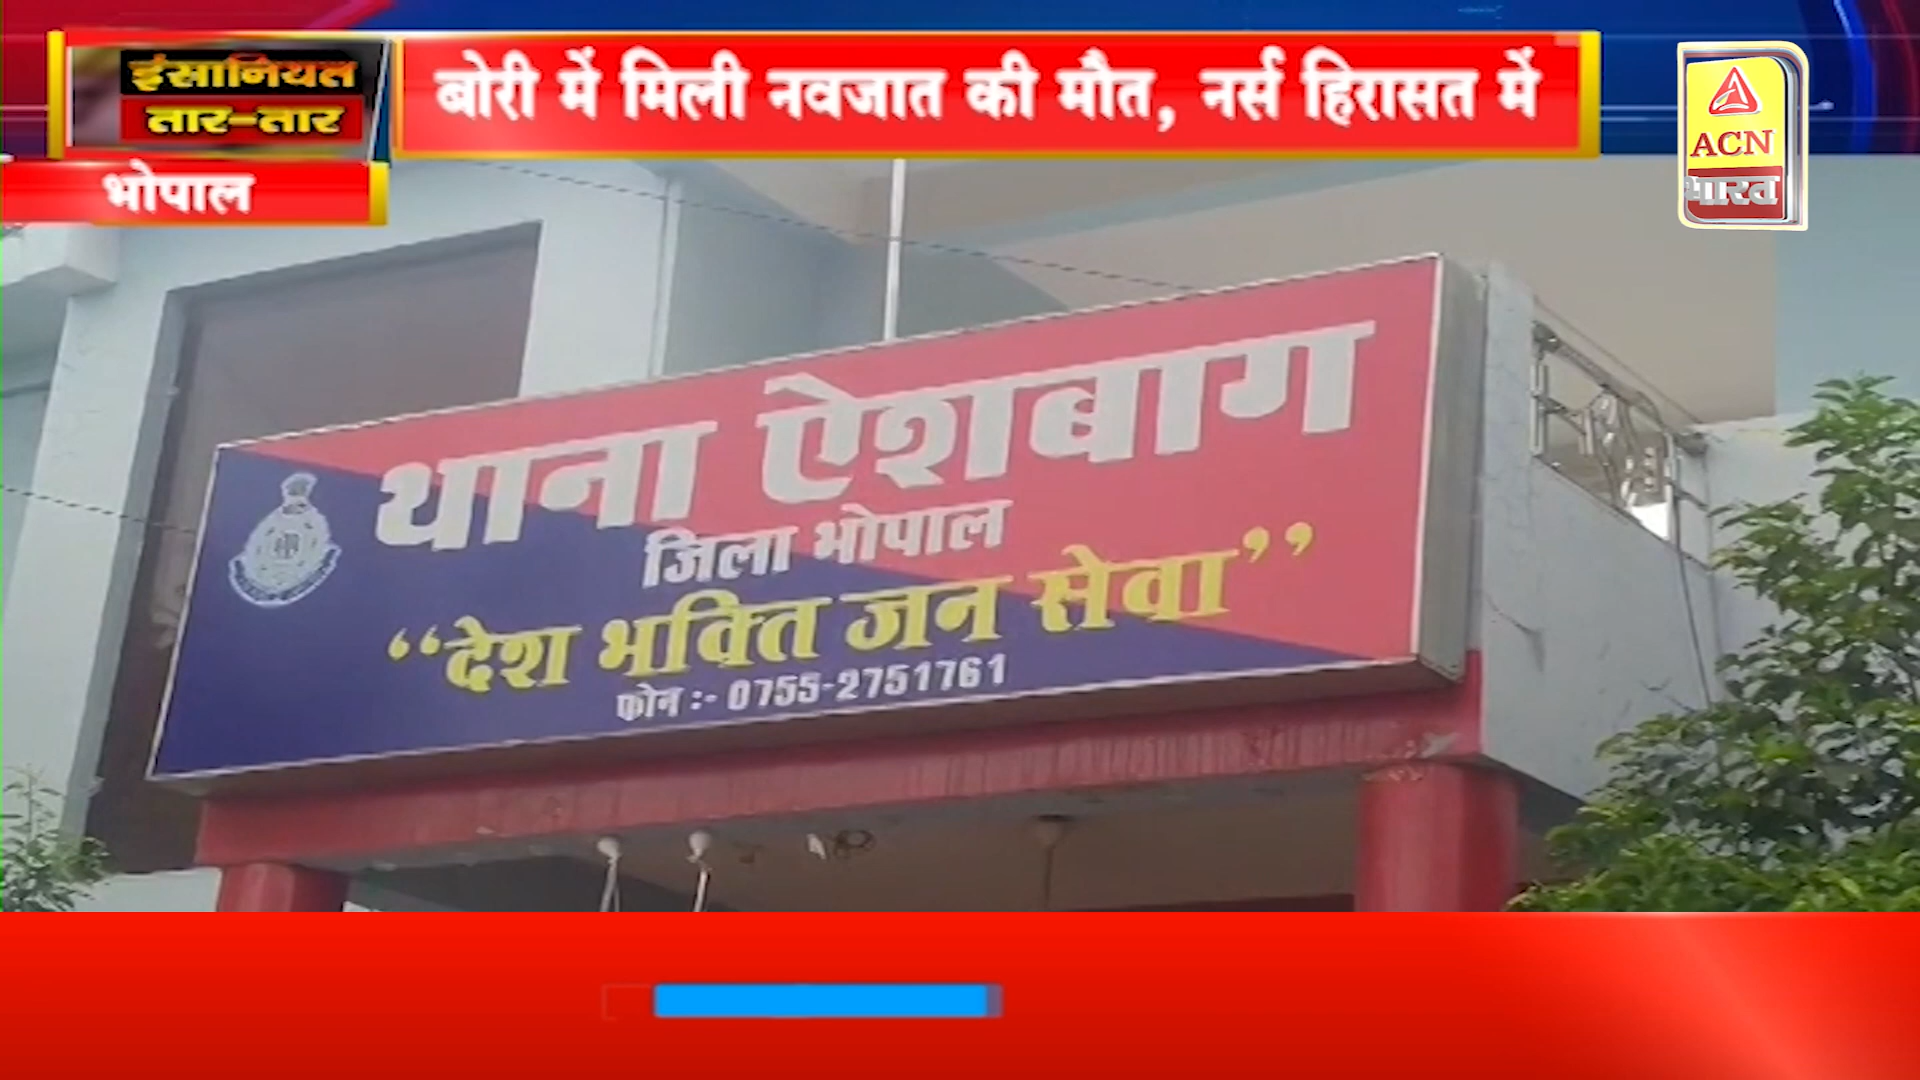 इंसानियत
तार-तार
बोरी में मिली नवजात की मौत, नर्स हिरासत में
भोपाल
ACN
भारत
थाना ऐशबाग
जिला भोपाल
“देश भक्ति जन सेवा”
फोन :- 0755-2751761